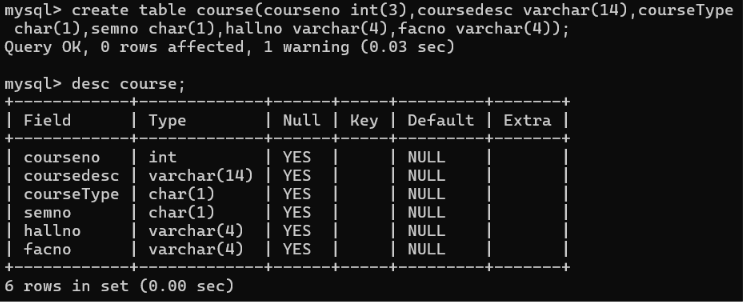 mysql> create table course(courseno int(3),coursedesc varchar(14),courseType
 char(1),semno char(1),hallno varchar(4),facno varchar(4));
Query OK, 0 rows affected, 1 warning (0.03 sec)

mysql> desc course;
+------------+-------------+------+-----+---------+-------+
| Field      | Type        | Null | Key | Default | Extra |
+------------+-------------+------+-----+---------+-------+
| courseno   | int         | YES  |     | NULL    |       |
| coursedesc | varchar(14) | YES  |     | NULL    |       |
| courseType | char(1)     | YES  |     | NULL    |       |
| semno      | char(1)     | YES  |     | NULL    |       |
| hallno     | varchar(4)  | YES  |     | NULL    |       |
| facno      | varchar(4)  | YES  |     | NULL    |       |
+------------+-------------+------+-----+---------+-------+
6 rows in set (0.00 sec)